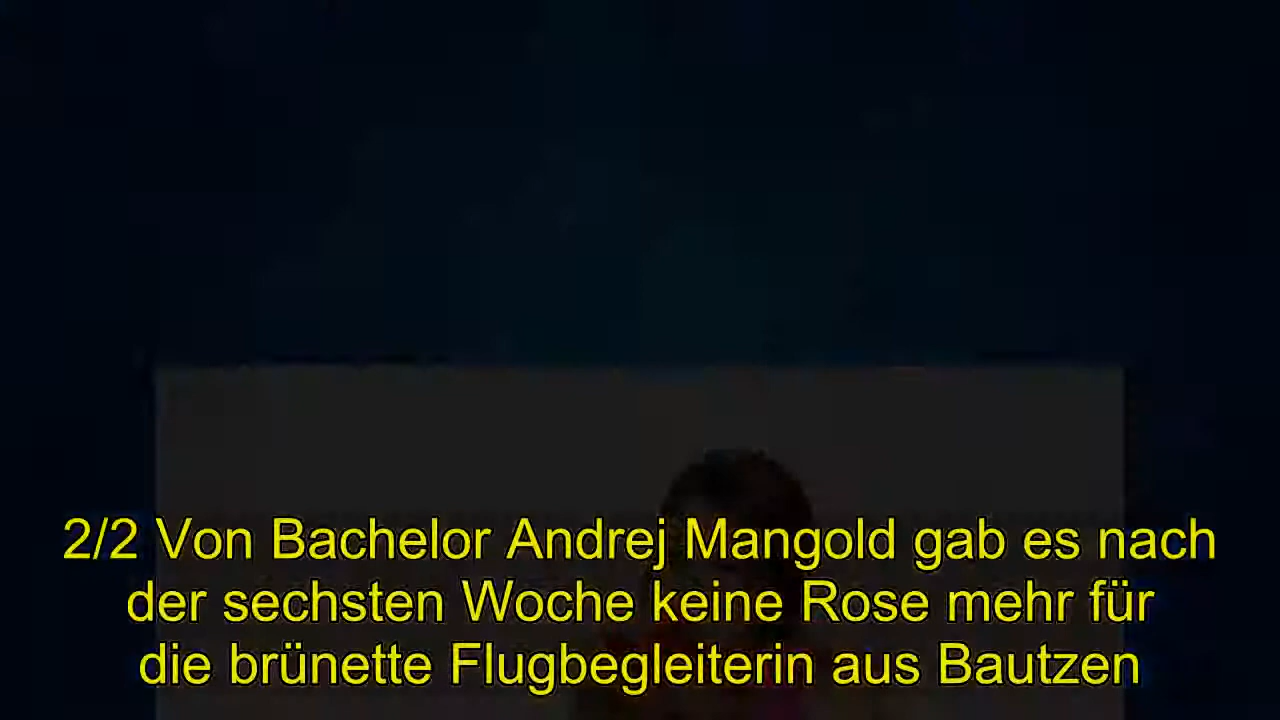 2/2 Von Bachelor Andrej Mangold gab es nach
der sechsten Woche keine Rose mehr für
die brünette Flugbegleiterin aus Bautzen